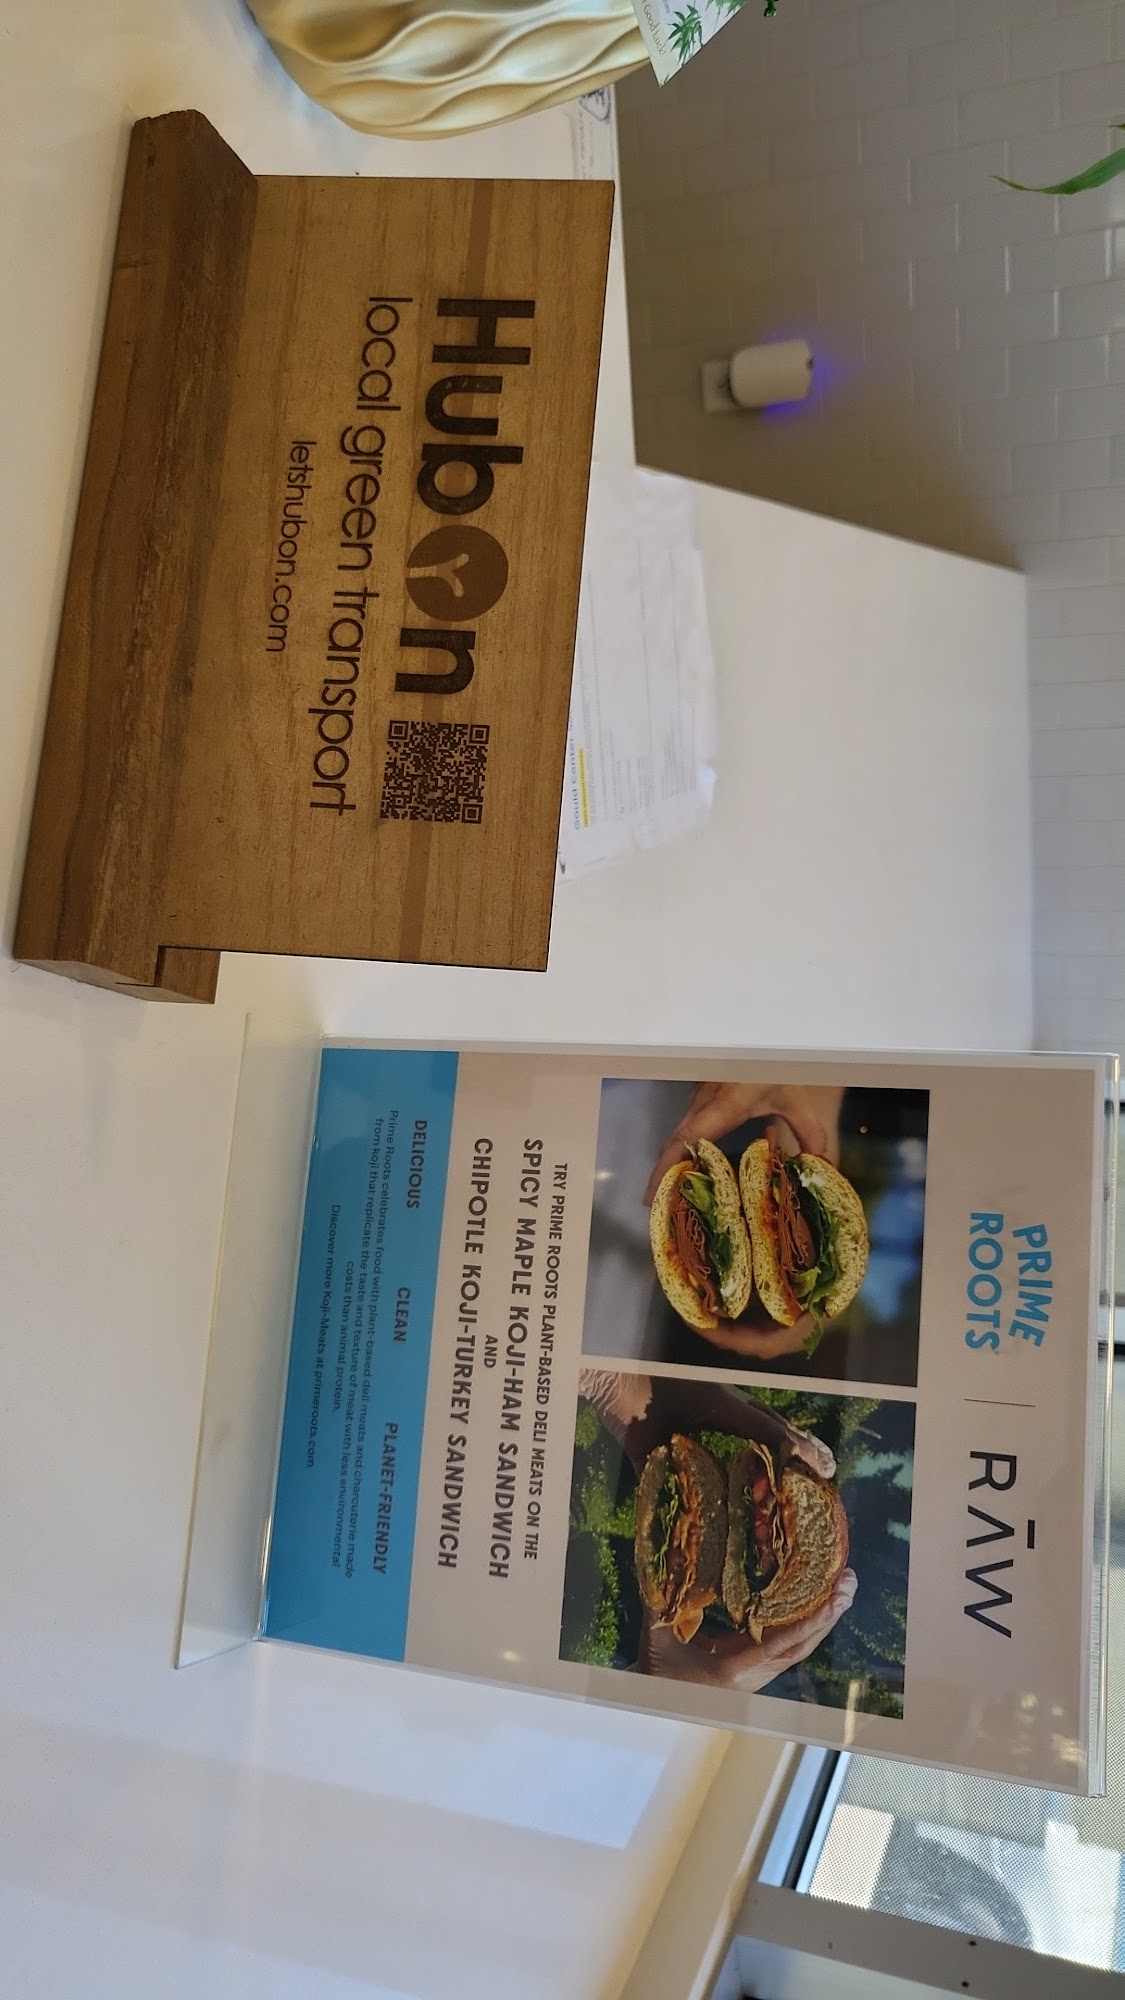 Good Luck!
Hubon
local green transport
letshubon.com
PRIME
ROOTS
RĀW
TRY PRIME ROOTS PLANT-BASED DELI MEATS ON THE
SPICY MAPLE KOJI-HAM SANDWICH
AND
CHIPOTLE KOJI-TURKEY SANDWICH
DELICIOUS CLEAN PLANET-FRIENDLY
Prime Roots celebrates food with plant-based deli meats and charcuterie made
from koji that replicate the taste and texture of meat with less environmental
costs than animal protein.
Discover more Koji-Meats at primeroots.com